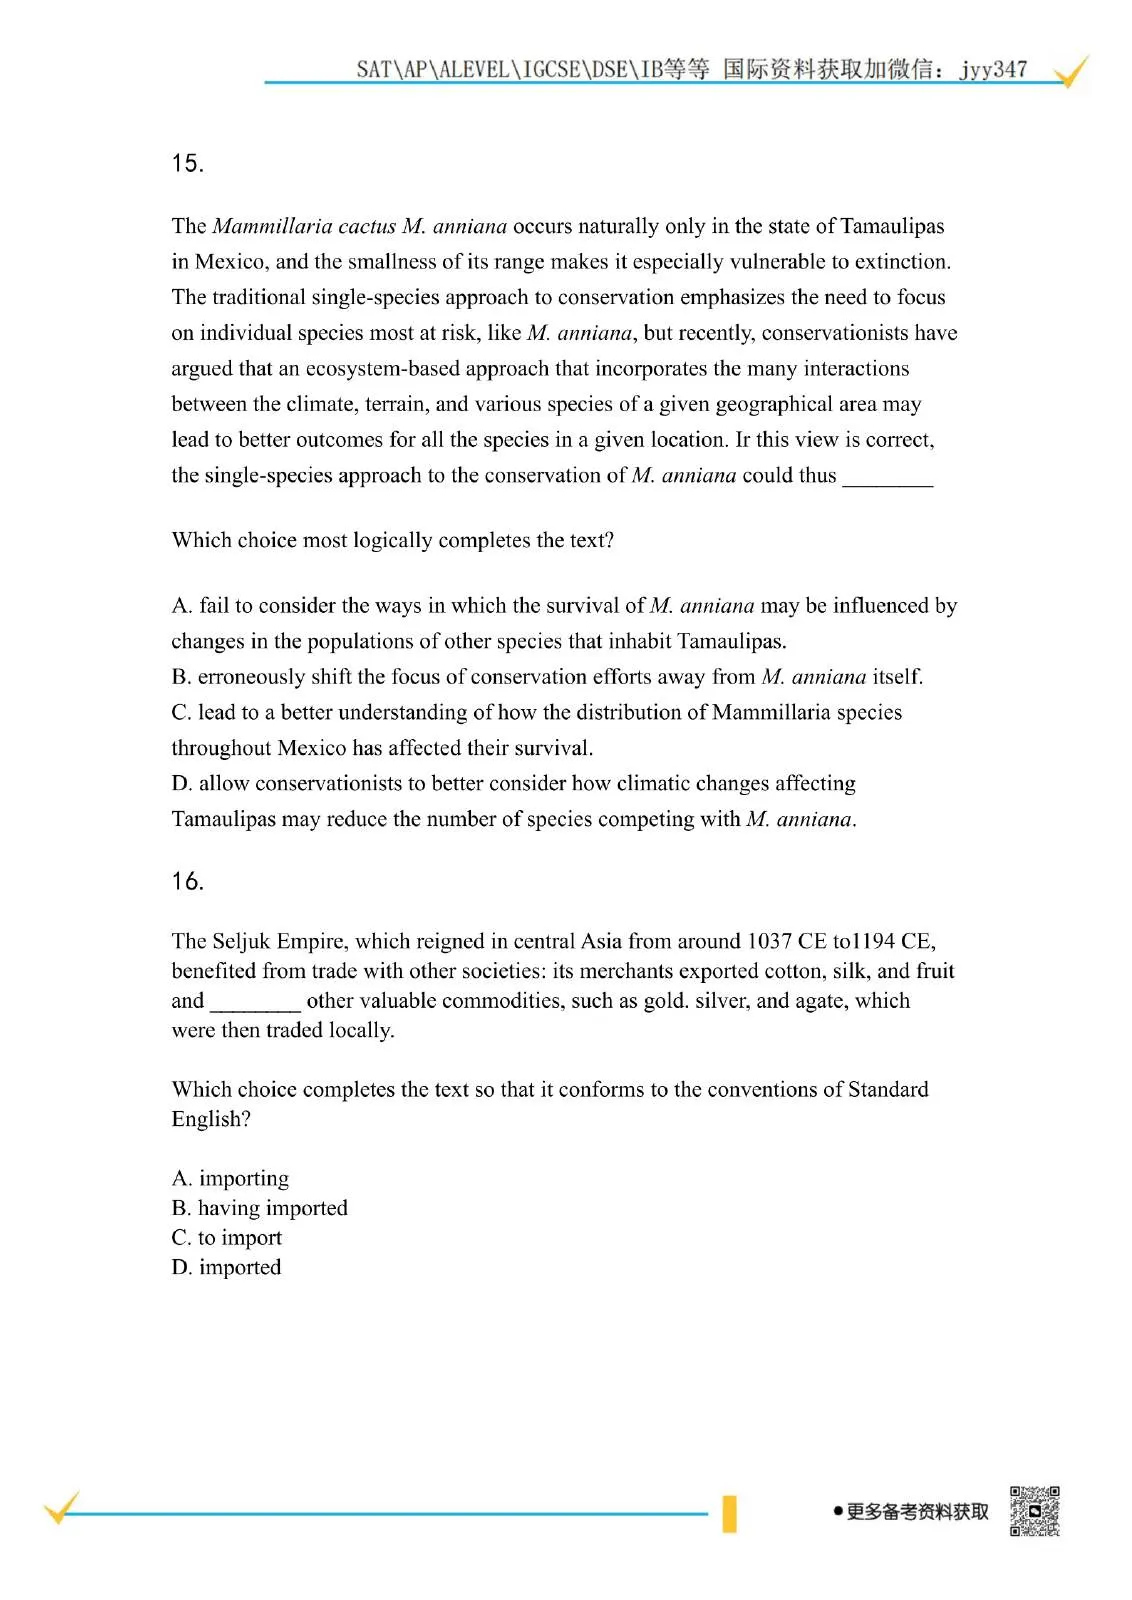 SAT\AP\ALEVEL\IGCSE\DSE\IB等等 国际资料获取加微信：jyy347
15.
The Mammillaria cactus M. anniana occurs naturally only in the state of Tamaulipas
in Mexico, and the smallness of its range makes it especially vulnerable to extinction.
The traditional single-species approach to conservation emphasizes the need to focus
on individual species most at risk, like M. anniana, but recently, conservationists have
argued that an ecosystem-based approach that incorporates the many interactions
between the climate, terrain, and various species of a given geographical area may
lead to better outcomes for all the species in a given location. Ir this view is correct,
the single-species approach to the conservation of M. anniana could thus ________
Which choice most logically completes the text?
A. fail to consider the ways in which the survival of M. anniana may be influenced by
changes in the populations of other species that inhabit Tamaulipas.
B. erroneously shift the focus of conservation efforts away from M. anniana itself.
C. lead to a better understanding of how the distribution of Mammillaria species
throughout Mexico has affected their survival.
D. allow conservationists to better consider how climatic changes affecting
Tamaulipas may reduce the number of species competing with M. anniana.
16.
The Seljuk Empire, which reigned in central Asia from around 1037 CE to1194 CE,
benefited from trade with other societies: its merchants exported cotton, silk, and fruit
and ________ other valuable commodities, such as gold. silver, and agate, which
were then traded locally.
Which choice completes the text so that it conforms to the conventions of Standard
English?
A. importing
B. having imported
C. to import
D. imported
●更多备考资料获取